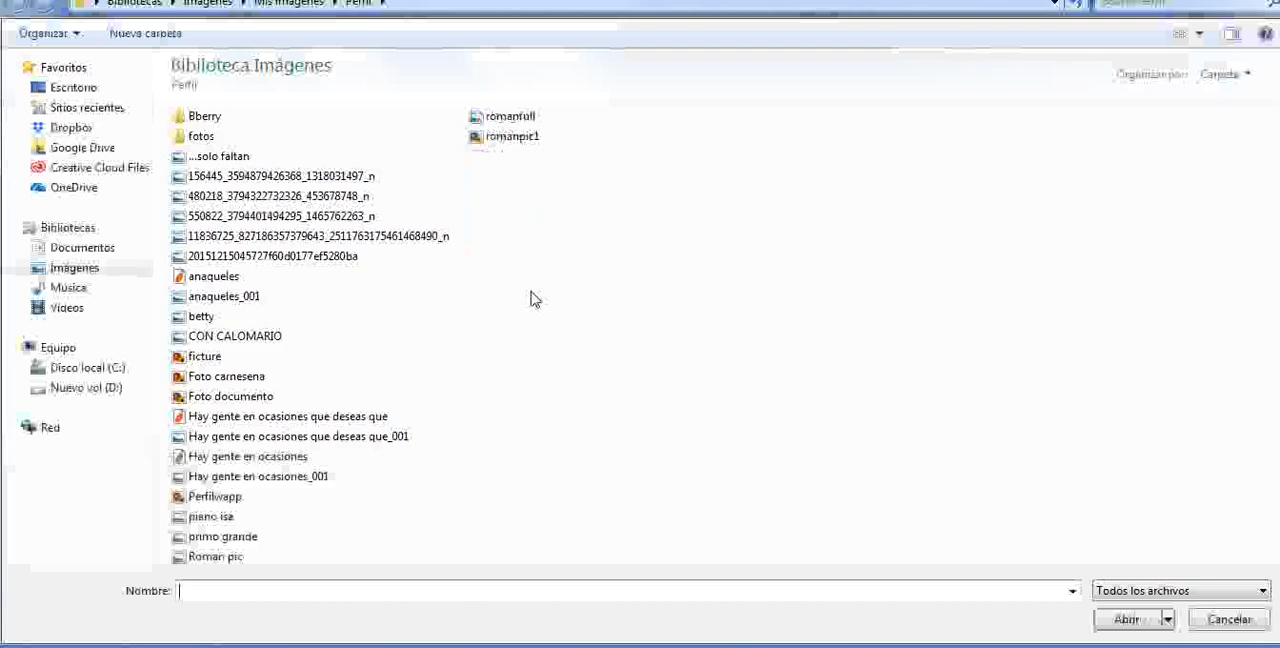 Bibliotecas Imágenes Mis imágenes Perfil
Organizar Nueva carpeta
Favoritos
Escritorio
Sitios recientes
Dropbox
Google Drive
Creative Cloud Files
OneDrive
Bibliotecas
Documentos
Imágenes
Música
Vídeos
Equipo
Disco local (C:)
Nuevo vol (D:)
Red
Biblioteca Imágenes
Perfil
Organizar por: Carpeta
Bberry
fotos
...solo faltan
156445_3594879426368_1318031497_n
480218_3794322732326_453678748_n
550822_3794401494295_1465762263_n
11836725_827186357379643_2511763175461468490_n
20151215045727f60d0177ef5280ba
anaqueles
anaqueles_001
betty
CON CALOMARIO
ficture
Foto carnesena
Foto documento
Hay gente en ocasiones que deseas que
Hay gente en ocasiones que deseas que_001
Hay gente en ocasiones
Hay gente en ocasiones_001
Perfilwapp
piano isa
primo grande
Roman pic
romanfull
romanpic1
Nombre:
Todos los archivos
Abrir Cancelar